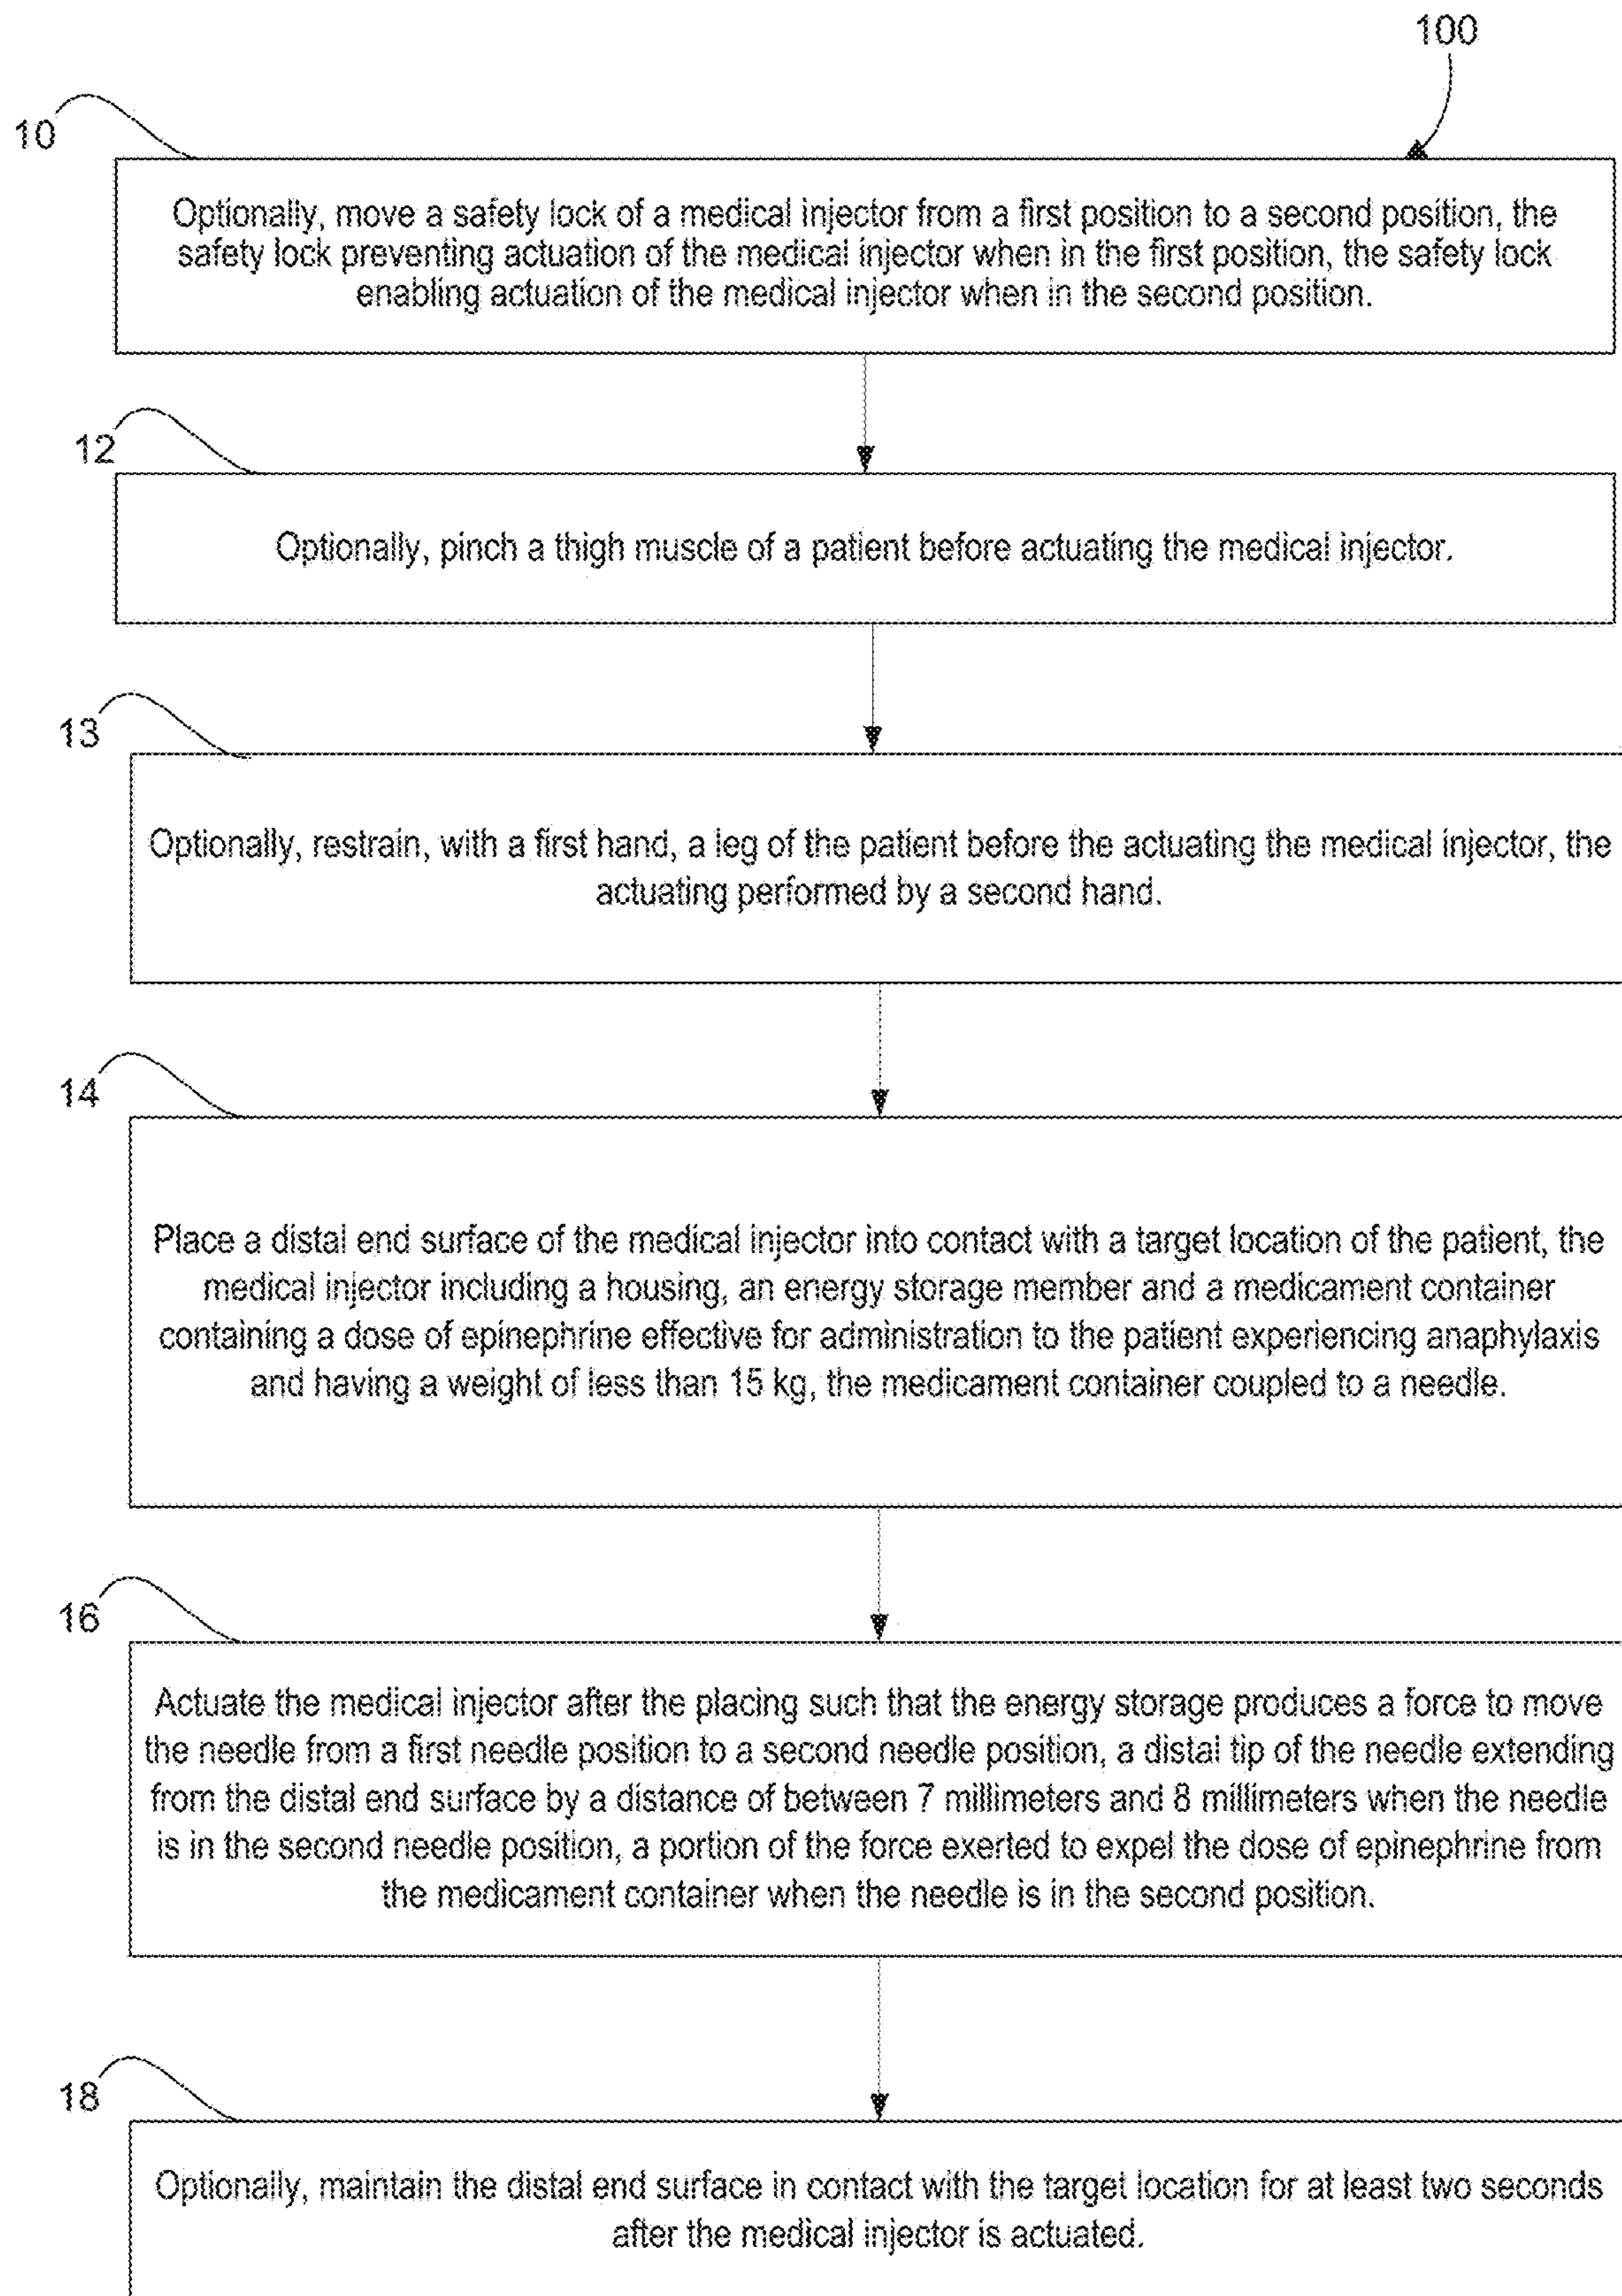 100
10
Optionally, move a safety lock of a medical injector from a first position to a second position, the
safety lock preventing actuation of the medical injector when in the first position, the safety lock
enabling actuation of the medical injector when in the second position.
12
Optionally, pinch a thigh muscle of a patient before actuating the medical injector.
13
Optionally, restrain, with a first hand, a leg of the patient before the actuating the medical injector, the
actuating performed by a second hand.
14
Place a distal end surface of the medical injector into contact with a target location of the patient, the
medical injector including a housing, an energy storage member and a medicament container
containing a dose of epinephrine effective for administration to the patient experiencing anaphylaxis
and having a weight of less than 15 kg, the medicament container coupled to a needle.
16
Actuate the medical injector after the placing such that the energy storage produces a force to move
the needle from a first needle position to a second needle position, a distal tip of the needle extending
from the distal end surface by a distance of between 7 millimeters and 8 millimeters when the needle
is in the second needle position, a portion of the force exerted to expel the dose of epinephrine from
the medicament container when the needle is in the second position.
18
Optionally, maintain the distal end surface in contact with the target location for at least two seconds
after the medical injector is actuated.